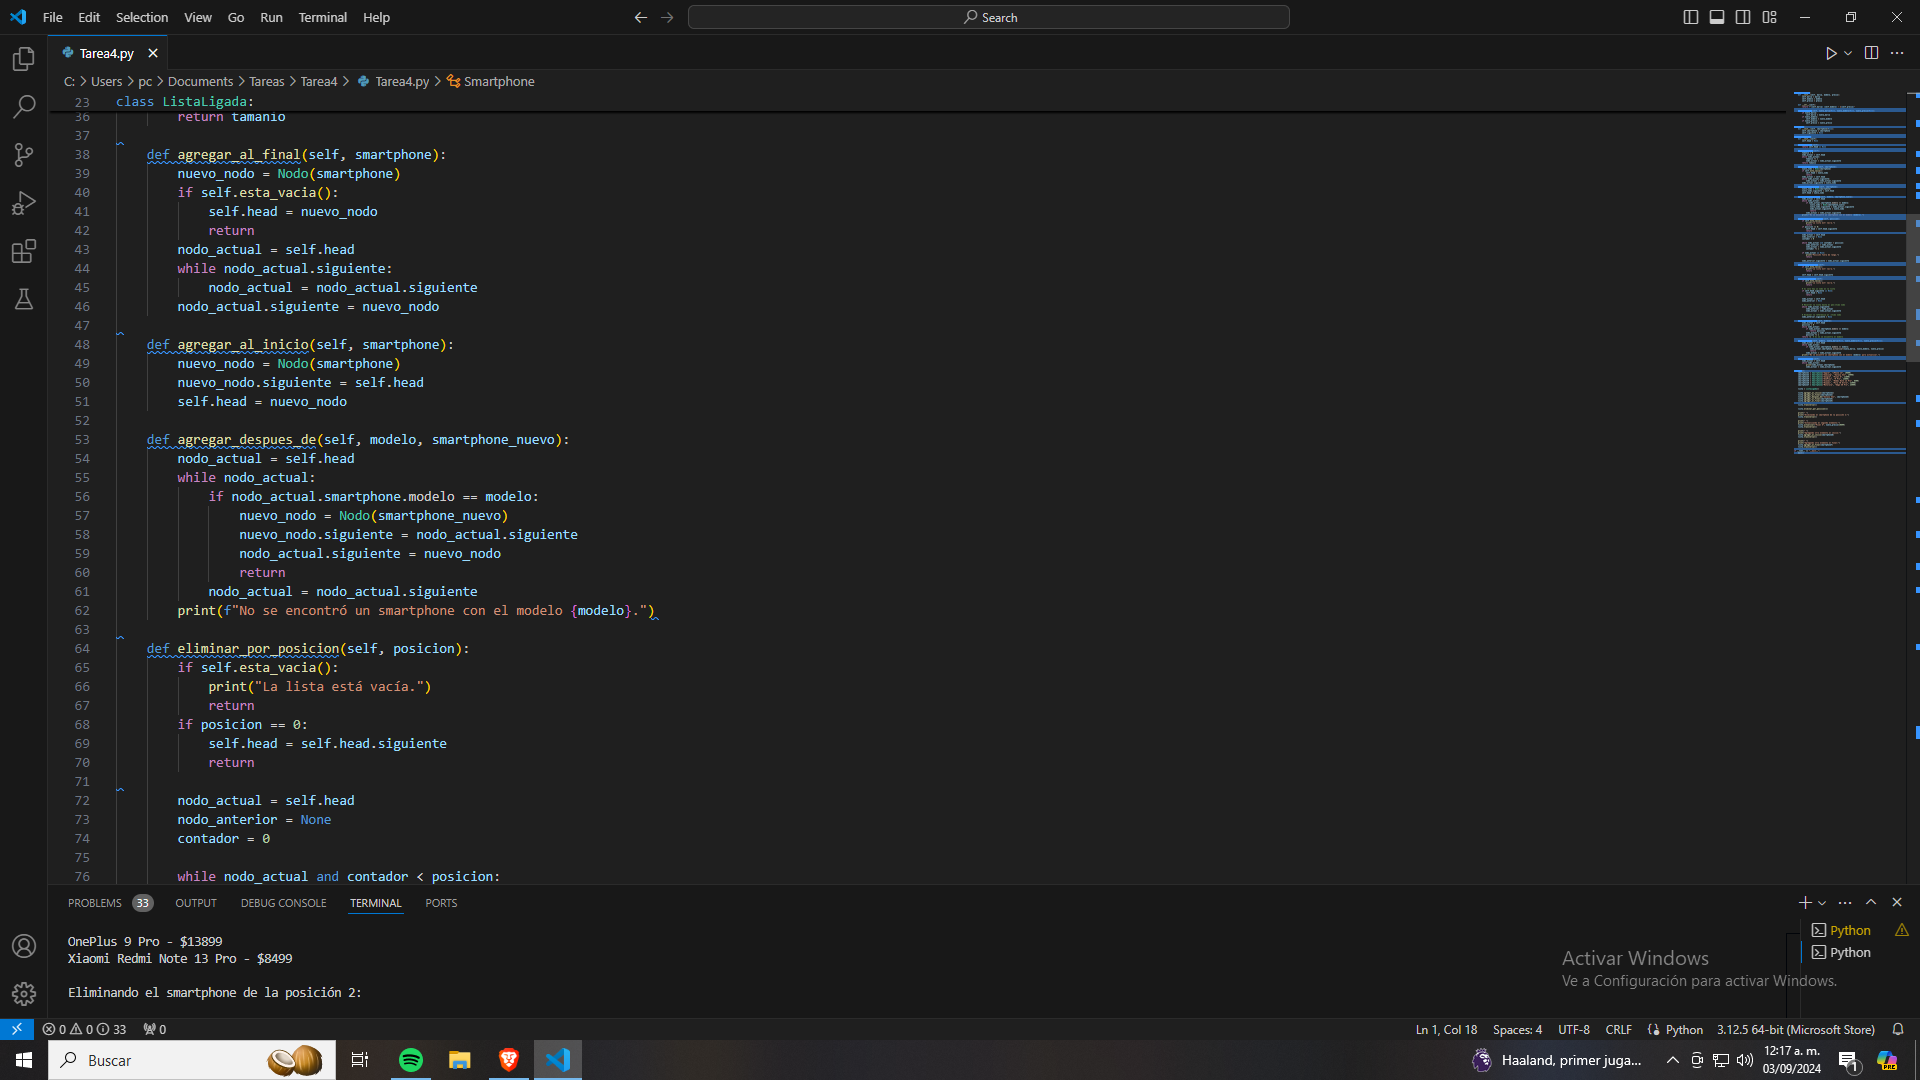 File Edit Selection View Go Run Terminal Help
Search
Tarea4.py
C: > Users > pc > Documents > Tareas > Tarea4 > Tarea4.py > Smartphone
23 class ListaLigada:
36 return tamanio
37
38 def agregar_al_final(self, smartphone):
39 nuevo_nodo = Nodo(smartphone)
40 if self.esta_vacia():
41 self.head = nuevo_nodo
42 return
43 nodo_actual = self.head
44 while nodo_actual.siguiente:
45 nodo_actual = nodo_actual.siguiente
46 nodo_actual.siguiente = nuevo_nodo
47
48 def agregar_al_inicio(self, smartphone):
49 nuevo_nodo = Nodo(smartphone)
50 nuevo_nodo.siguiente = self.head
51 self.head = nuevo_nodo
52
53 def agregar_despues_de(self, modelo, smartphone_nuevo):
54 nodo_actual = self.head
55 while nodo_actual:
56 if nodo_actual.smartphone.modelo == modelo:
57 nuevo_nodo = Nodo(smartphone_nuevo)
58 nuevo_nodo.siguiente = nodo_actual.siguiente
59 nodo_actual.siguiente = nuevo_nodo
60 return
61 nodo_actual = nodo_actual.siguiente
62 print(f"No se encontró un smartphone con el modelo {modelo}.")
63
64 def eliminar_por_posicion(self, posicion):
65 if self.esta_vacia():
66 print("La lista está vacía.")
67 return
68 if posicion == 0:
69 self.head = self.head.siguiente
70 return
71
72 nodo_actual = self.head
73 nodo_anterior = None
74 contador = 0
75
76 while nodo_actual and contador < posicion:
PROBLEMS 33 OUTPUT DEBUG CONSOLE TERMINAL PORTS
OnePlus 9 Pro - $13899
Xiaomi Redmi Note 13 Pro - $8499
Eliminando el smartphone de la posición 2:
Python
Python
Activar Windows
Ve a Configuración para activar Windows.
0 0 33 0
Ln 1, Col 18 Spaces: 4 UTF-8 CRLF Python 3.12.5 64-bit (Microsoft Store)
Buscar
Haaland, primer juga...
12:17 a. m.
03/09/2024
1
PRE